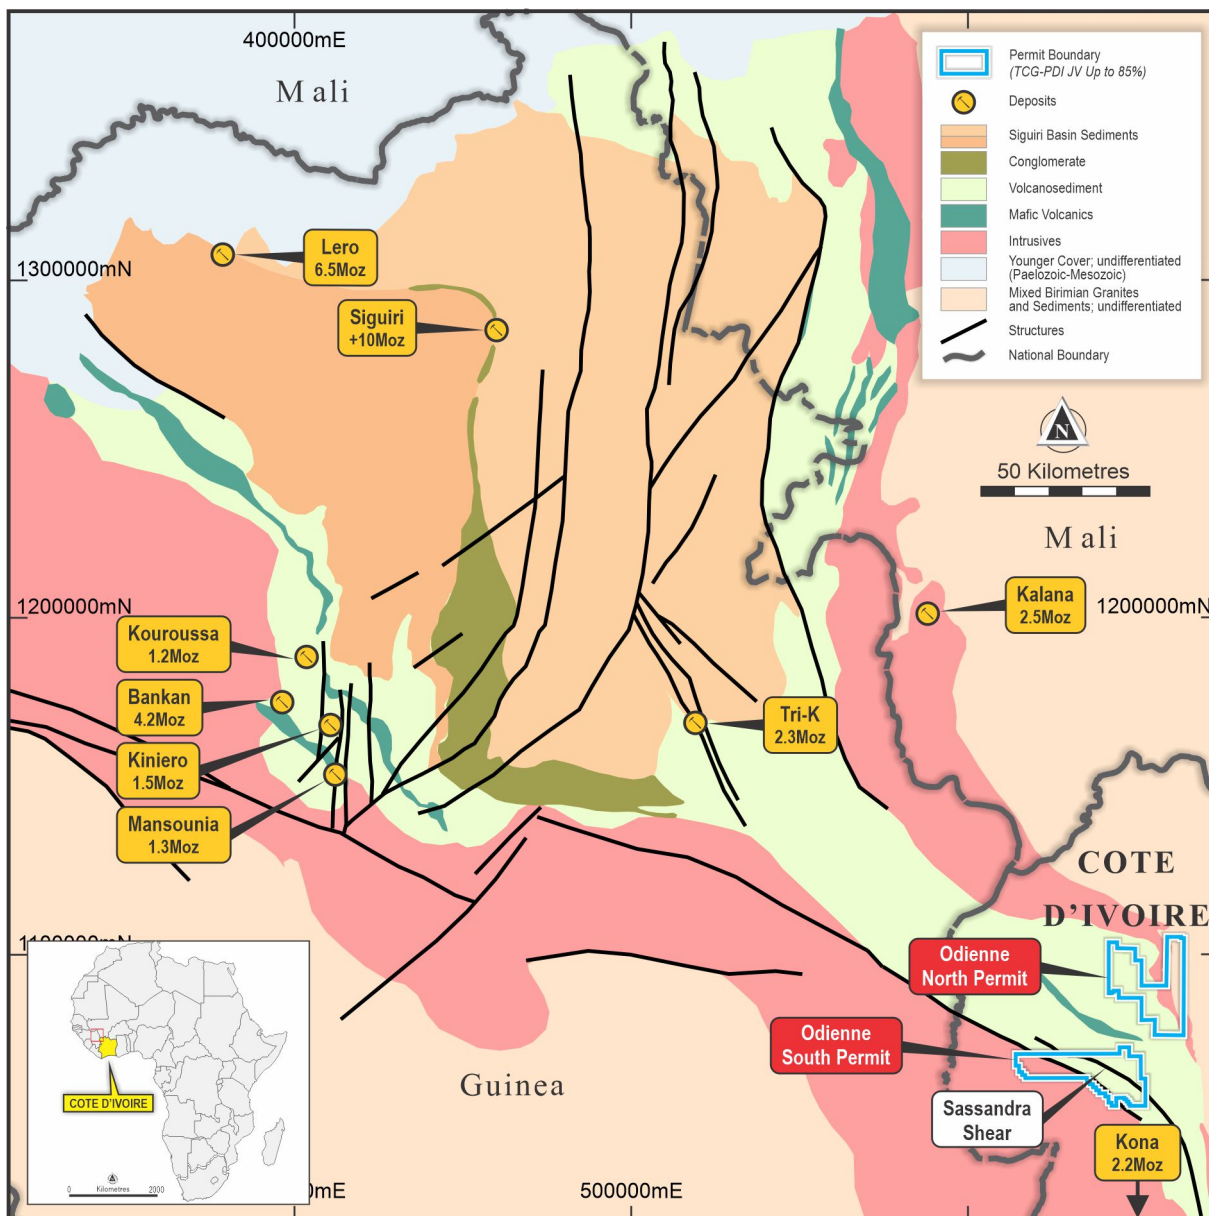 400000mE
Mali
Permit Boundary
(TCG-PDI JV Up to 85%)
Deposits
Siguiri Basin Sediments
Conglomerate
Volcanosediment
Mafic Volcanics
Intrusives
Younger Cover; undifferentiated
(Paelozoic-Mesozoic)
Mixed Birimian Granites
and Sediments; undifferentiated
Structures
National Boundary
Lero
6.5Moz
1300000mN
Siguiri
+10Moz
N
50 Kilometres
Mali
Kalana
2.5Moz
1200000mN
1200000mN
Kouroussa
1.2Moz
Bankan
4.2Moz
Tri-K
2.3Moz
Kiniero
1.5Moz
Mansounia
1.3Moz
COTE
D'IVOIRE
Odienne
North Permit
Odienne
South Permit
Guinea
Sassandra
Shear
Kona
2.2Moz
COTE D'IVOIRE
Kilometres
0 2000
mE
500000mE